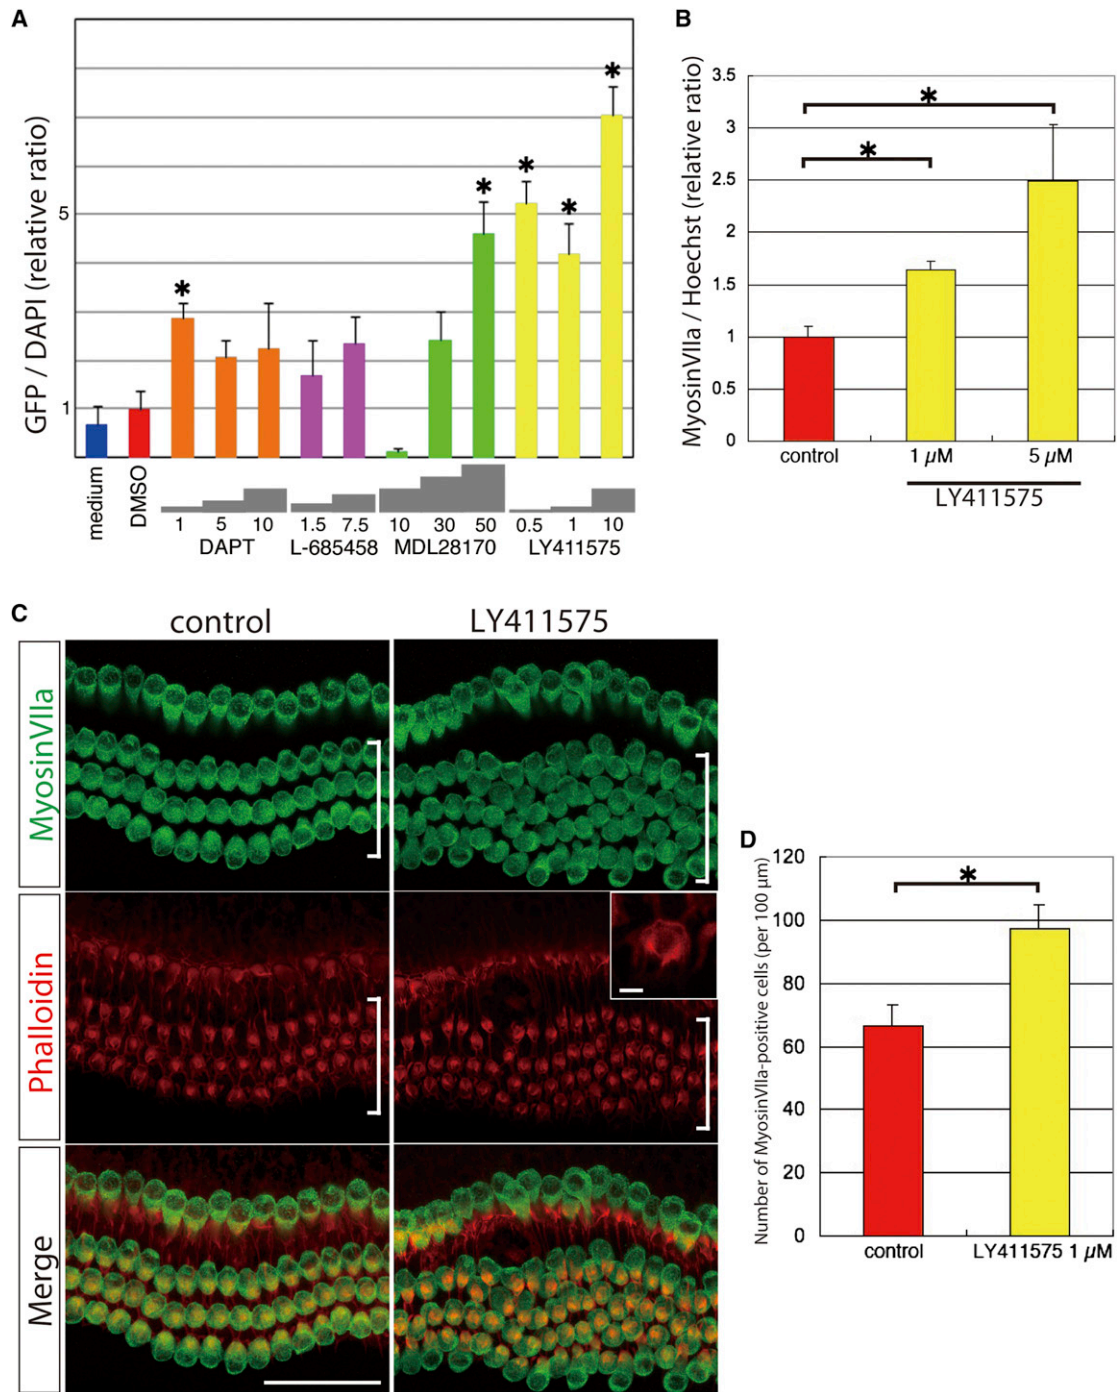 A
GFP / DAPI (relative ratio)
5
1
* * * * *
medium
DMSO
1 5 10 1.5 7.5 10 30 50 0.5 1 10
DAPT L-685458 MDL28170 LY411575
B
MyosinVIIa / Hoechst (relative ratio)
3.5
3
2.5
2
1.5
1
0.5
0
*
*
control 1 µM 5 µM
LY411575
C
control LY411575
MyosinVIIa
Phalloidin
Merge
D
Number of MyosinVIIa-positive cells (per 100 µm)
120
100
80
60
40
20
0
*
control LY411575 1 µM